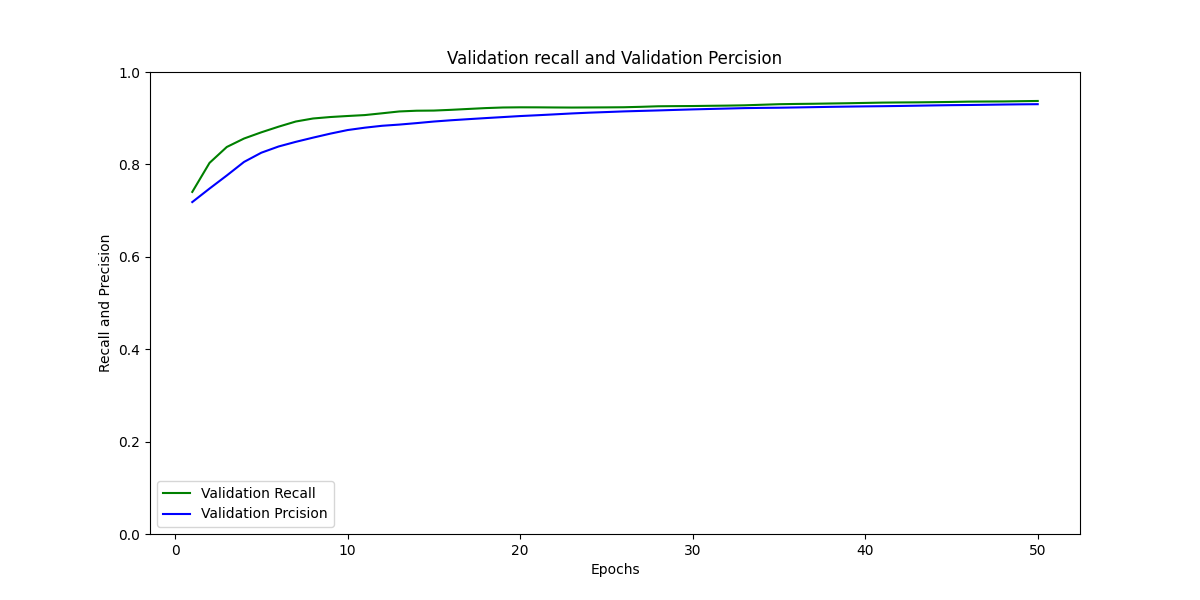 Validation recall and Validation Percision
1.0
0.8
0.6
0.4
0.2
0.0
Recall and Precision
Validation Recall
Validation Prcision
0 10 20 30 40 50
Epochs